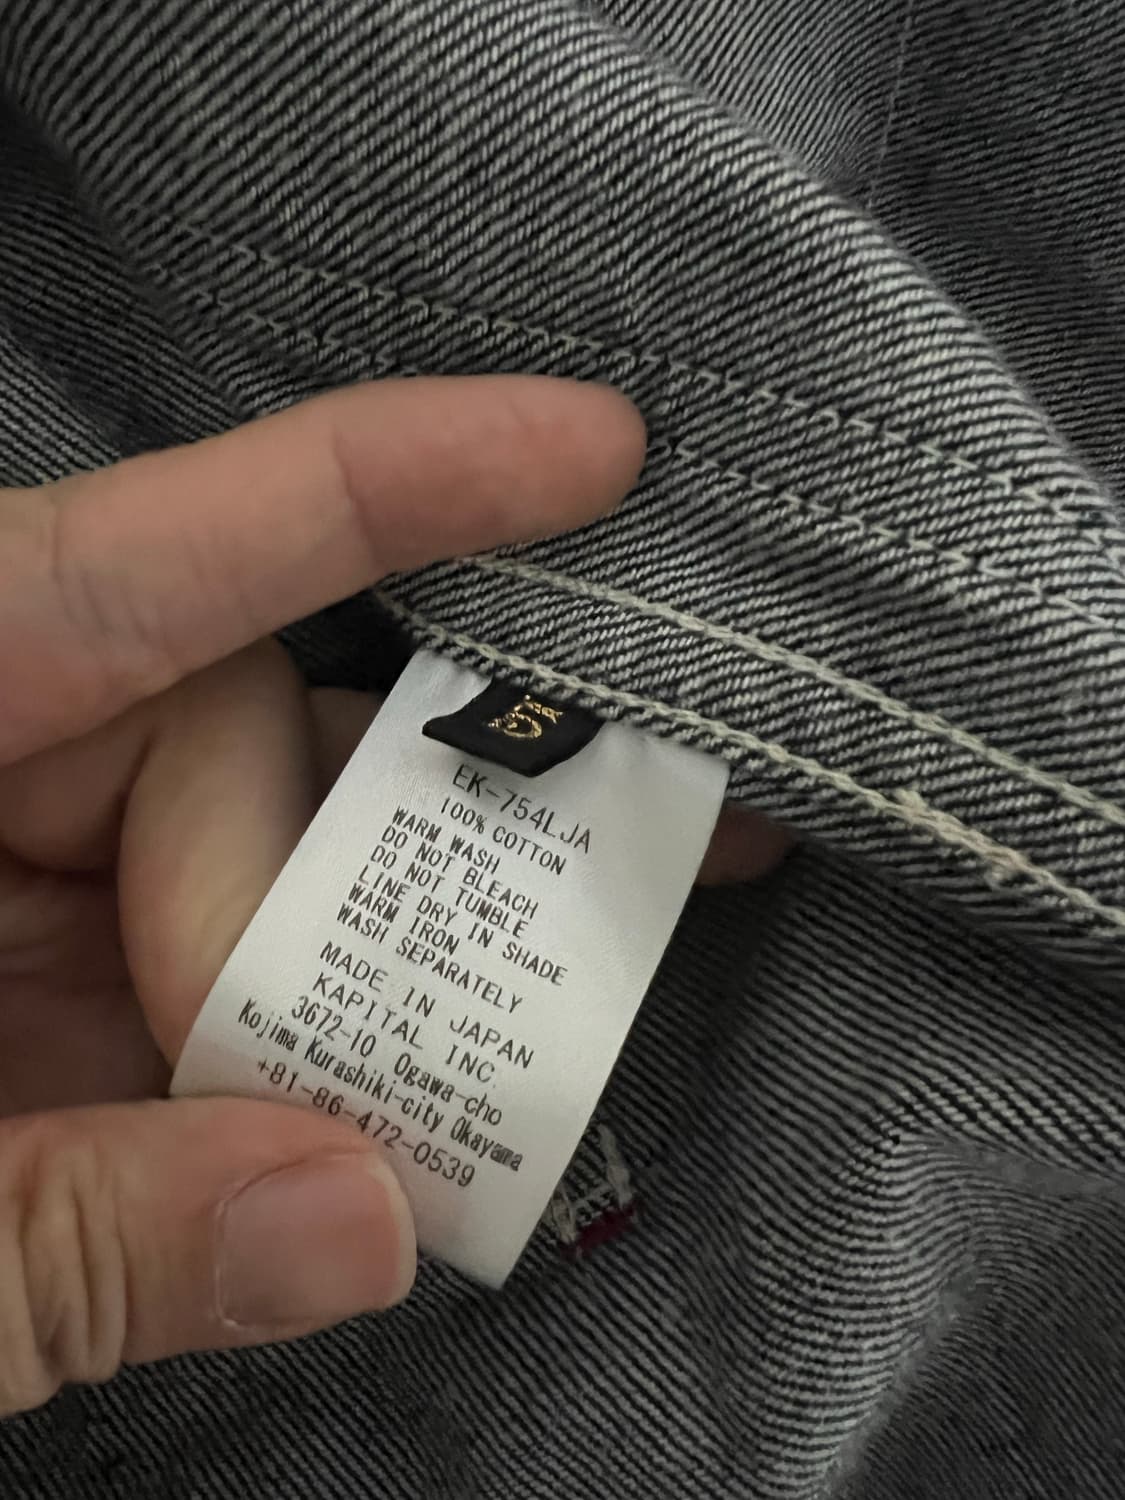 5
EK-754LJA
100% COTTON
WARM WASH
DO NOT BLEACH
DO NOT TUMBLE
LINE DRY IN SHADE
WARM IRON
WASH SEPARATELY
MADE IN JAPAN
KAPITAL INC.
3672-10 Ogawa-cho
Kojima Kurashiki-city Okayama
+81-86-472-0539